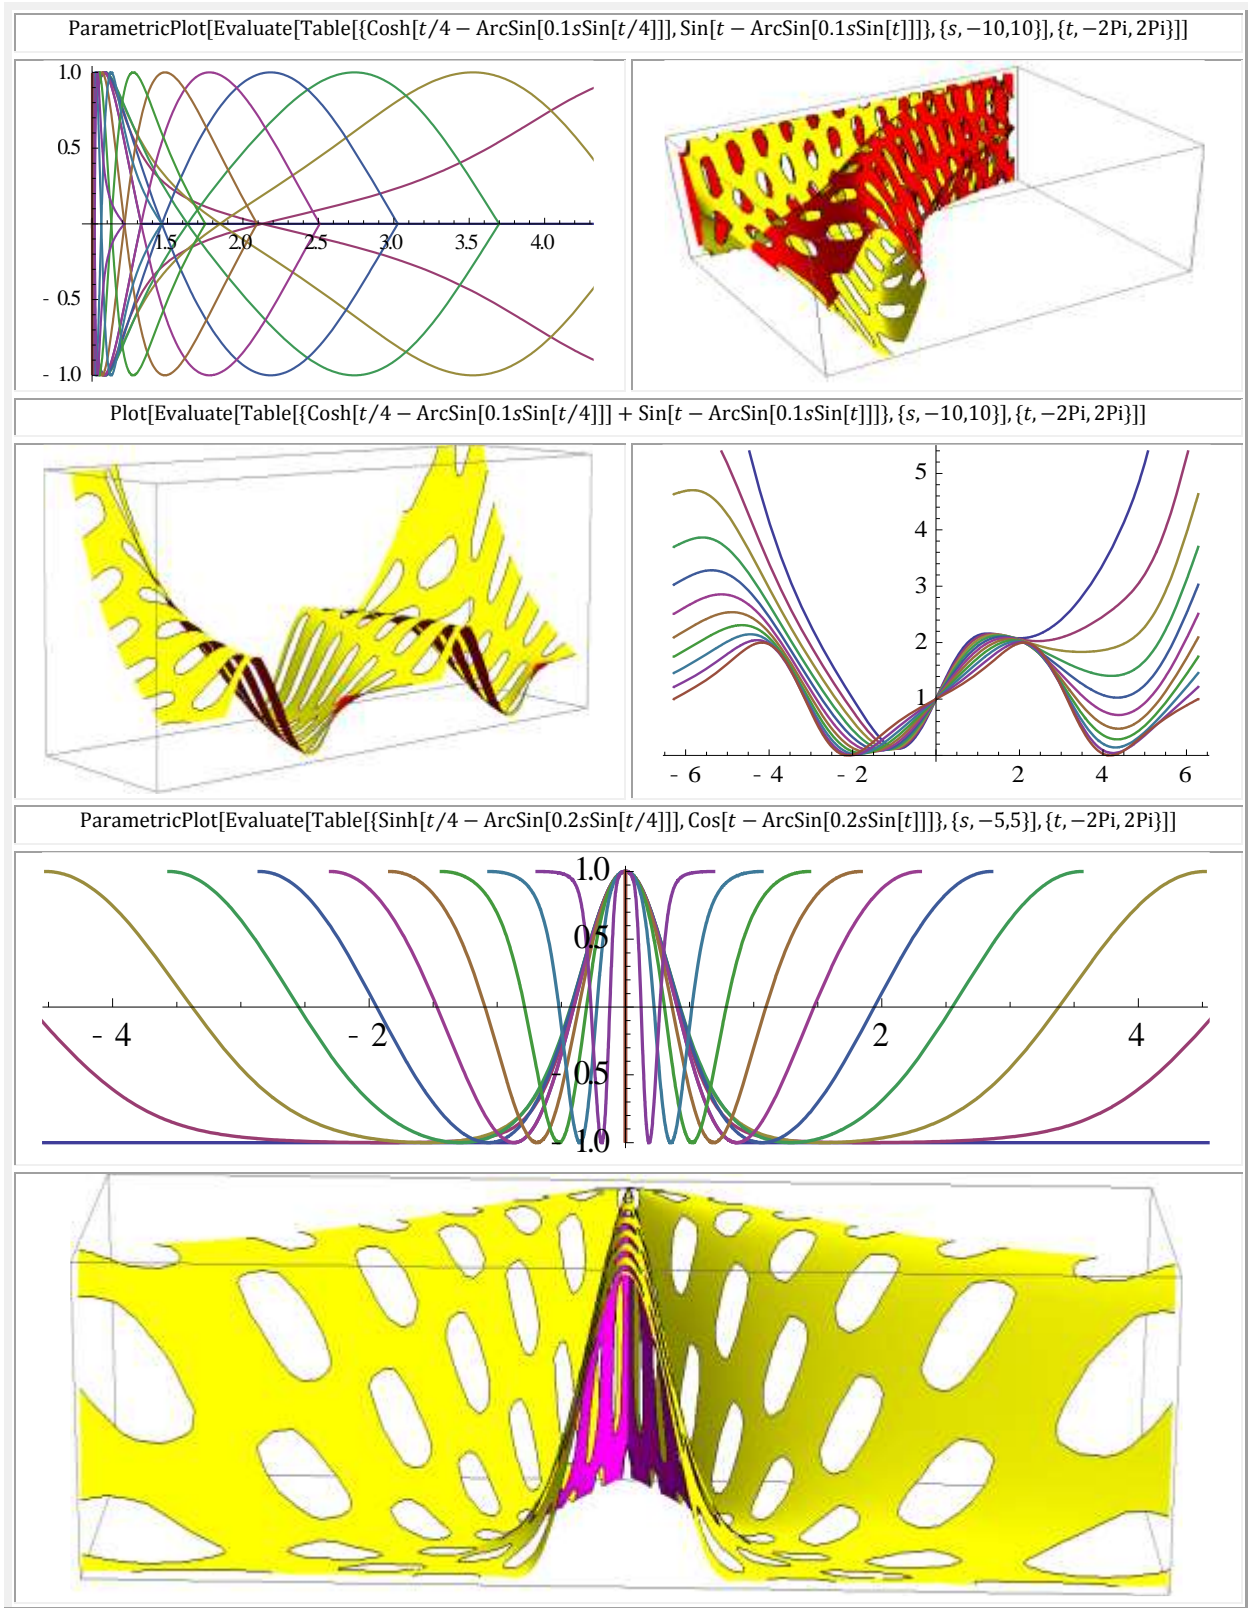 ParametricPlot[Evaluate[Table[{Cosh[t/4 − ArcSin[0.1sSin[t/4]]], Sin[t − ArcSin[0.1sSin[t]]]}, {s, −10,10}], {t, −2Pi, 2Pi}]]
1.0
0.5
1.5 2.0 2.5 3.0 3.5 4.0
- 0.5
- 1.0
Plot[Evaluate[Table[{Cosh[t/4 − ArcSin[0.1sSin[t/4]]] + Sin[t − ArcSin[0.1sSin[t]]]}, {s, −10,10}], {t, −2Pi, 2Pi}]]
5
4
3
2
1
- 6 - 4 - 2 2 4 6
ParametricPlot[Evaluate[Table[{Sinh[t/4 − ArcSin[0.2sSin[t/4]]], Cos[t − ArcSin[0.2sSin[t]]]}, {s, −5,5}], {t, −2Pi, 2Pi}]]
1.0
0.5
- 4 - 2 2 4
- 0.5
- 1.0